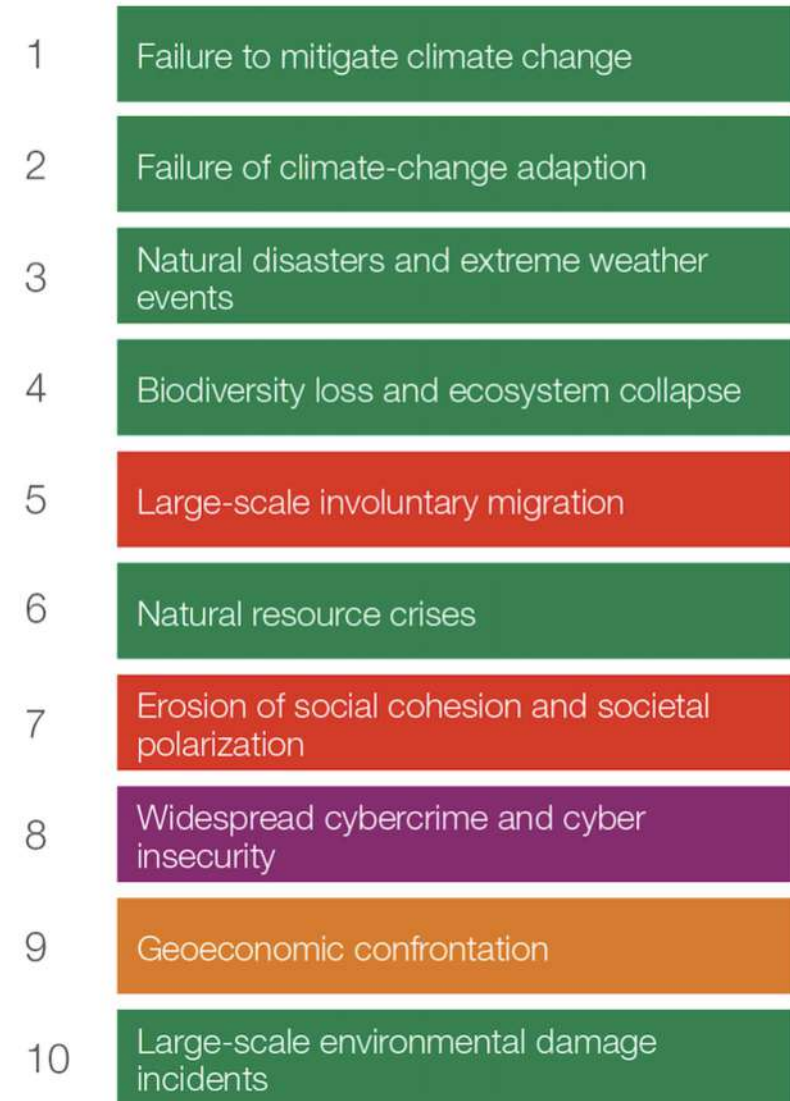 1
Failure to mitigate climate change
2
Failure of climate-change adaption
3
Natural disasters and extreme weather
events
4
Biodiversity loss and ecosystem collapse
5
Large-scale involuntary migration
6
Natural resource crises
7
Erosion of social cohesion and societal
polarization
8
Widespread cybercrime and cyber
insecurity
9
Geoeconomic confrontation
10
Large-scale environmental damage
incidents